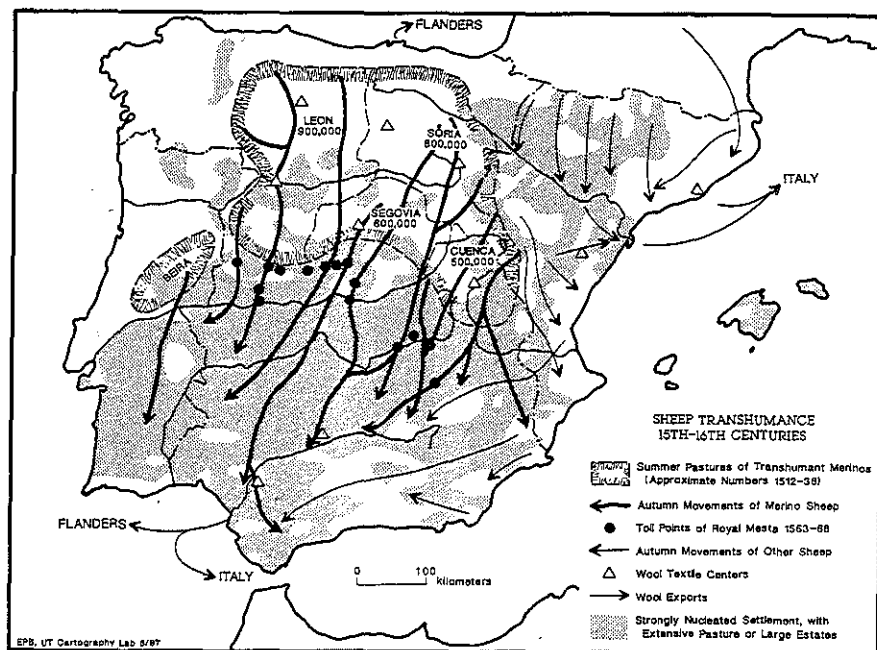 FLANDERS
LEON
900,000
SORIA
800,000
ITALY
SEGOVIA
600,000
CUENCA
500,000
BEIRA
SHEEP TRANSHUMANCE
15TH-16TH CENTURIES
Summer Pastures of Transhumant Merinos
(Approximate Numbers 1512-38)
Autumn Movements of Merino Sheep
Toll Points of Royal Mesta 1563-68
Autumn Movements of Other Sheep
Wool Textile Centers
Wool Exports
Strongly Nucleated Settlement, with
Extensive Pasture or Large Estates
FLANDERS
ITALY
0 100
kilometers
EPB, UT Cartography Lab 5/87